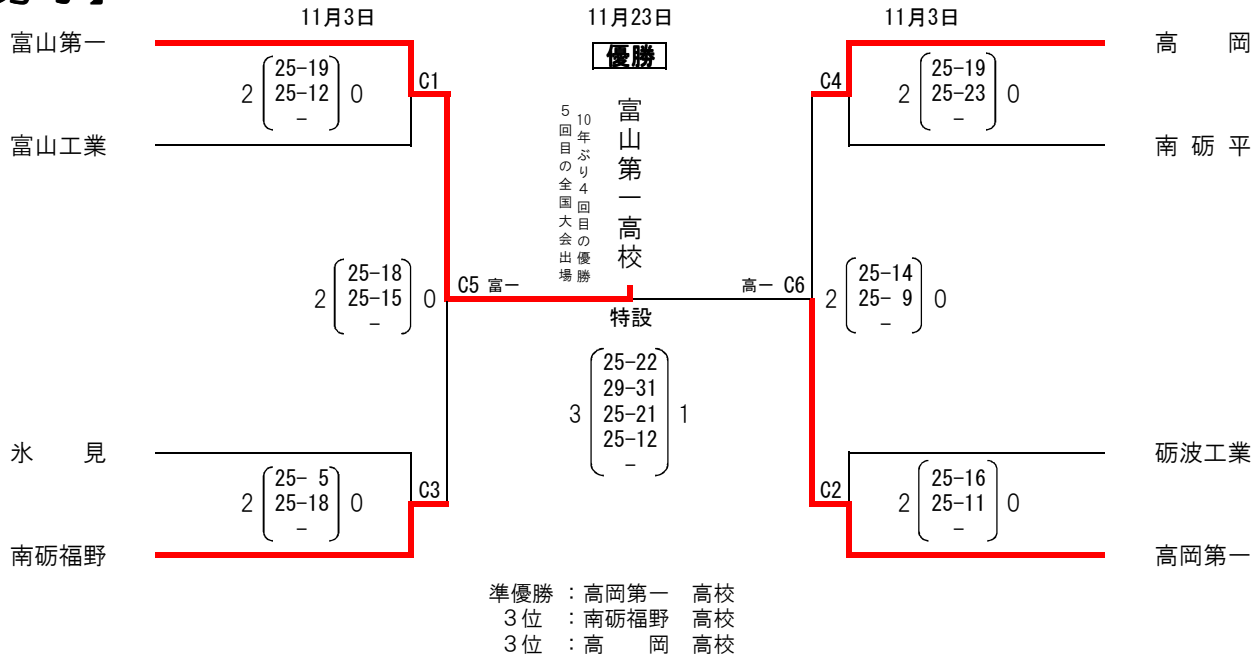 11月3日
11月23日
11月3日
優勝
富山第一
富山工業
2
25-19
25-12
-
0
C1
富山第一高校
10年ぶり4回目の優勝
5回目の全国大会出場
C4
2
25-19
25-23
-
0
高 岡
南砺平
2
25-18
25-15
-
0
C5 富一
高一 C6
特設
2
25-14
25- 9
-
0
3
25-22
29-31
25-21
25-12
-
1
氷 見
南砺福野
2
25- 5
25-18
-
0
C3
C2
2
25-16
25-11
-
0
砺波工業
高岡第一
準優勝 :高岡第一 高校
3位 :南砺福野 高校
3位 :高 岡 高校